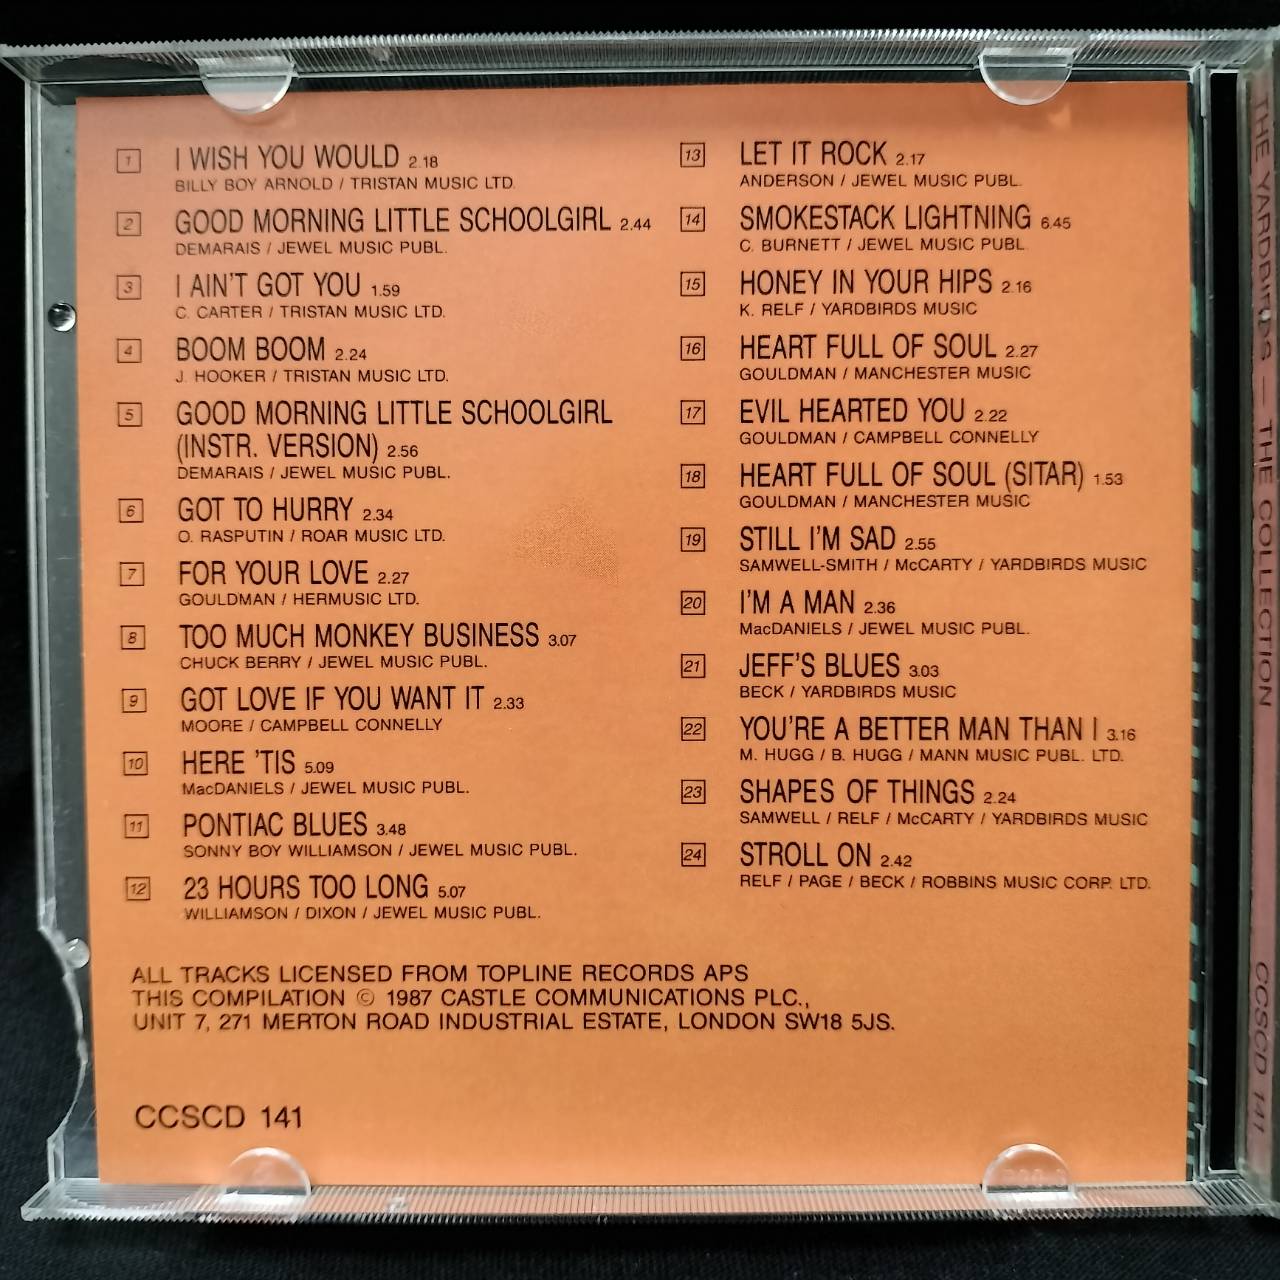 1 I WISH YOU WOULD 2.18
BILLY BOY ARNOLD / TRISTAN MUSIC LTD.
2 GOOD MORNING LITTLE SCHOOLGIRL 2.44
DEMARAIS / JEWEL MUSIC PUBL.
3 I AIN'T GOT YOU 1.59
C. CARTER / TRISTAN MUSIC LTD.
4 BOOM BOOM 2.24
J. HOOKER / TRISTAN MUSIC LTD.
5 GOOD MORNING LITTLE SCHOOLGIRL
(INSTR. VERSION) 2.56
DEMARAIS / JEWEL MUSIC PUBL.
6 GOT TO HURRY 2.34
O. RASPUTIN / ROAR MUSIC LTD.
7 FOR YOUR LOVE 2.27
GOULDMAN / HERMUSIC LTD.
8 TOO MUCH MONKEY BUSINESS 3.07
CHUCK BERRY / JEWEL MUSIC PUBL.
9 GOT LOVE IF YOU WANT IT 2.33
MOORE / CAMPBELL CONNELLY
10 HERE 'TIS 5.09
MacDANIELS / JEWEL MUSIC PUBL.
11 PONTIAC BLUES 3.48
SONNY BOY WILLIAMSON / JEWEL MUSIC PUBL.
12 23 HOURS TOO LONG 5.07
WILLIAMSON / DIXON / JEWEL MUSIC PUBL.
13 LET IT ROCK 2.17
ANDERSON / JEWEL MUSIC PUBL.
14 SMOKESTACK LIGHTNING 6.45
C. BURNETT / JEWEL MUSIC PUBL.
15 HONEY IN YOUR HIPS 2.16
K. RELF / YARDBIRDS MUSIC
16 HEART FULL OF SOUL 2.27
GOULDMAN / MANCHESTER MUSIC
17 EVIL HEARTED YOU 2.22
GOULDMAN / CAMPBELL CONNELLY
18 HEART FULL OF SOUL (SITAR) 1.53
GOULDMAN / MANCHESTER MUSIC
19 STILL I'M SAD 2.55
SAMWELL-SMITH / McCARTY / YARDBIRDS MUSIC
20 I'M A MAN 2.36
MacDANIELS / JEWEL MUSIC PUBL.
21 JEFF'S BLUES 3.03
BECK / YARDBIRDS MUSIC
22 YOU'RE A BETTER MAN THAN I 3.16
M. HUGG / B. HUGG / MANN MUSIC PUBL. LTD.
23 SHAPES OF THINGS 2.24
SAMWELL / RELF / McCARTY / YARDBIRDS MUSIC
24 STROLL ON 2.42
RELF / PAGE / BECK / ROBBINS MUSIC CORP. LTD.
ALL TRACKS LICENSED FROM TOPLINE RECORDS APS
THIS COMPILATION © 1987 CASTLE COMMUNICATIONS PLC.,
UNIT 7, 271 MERTON ROAD INDUSTRIAL ESTATE, LONDON SW18 5JS.
CCSCD 141
THE YARDBIRDS — THE COLLECTION CCSCD 141